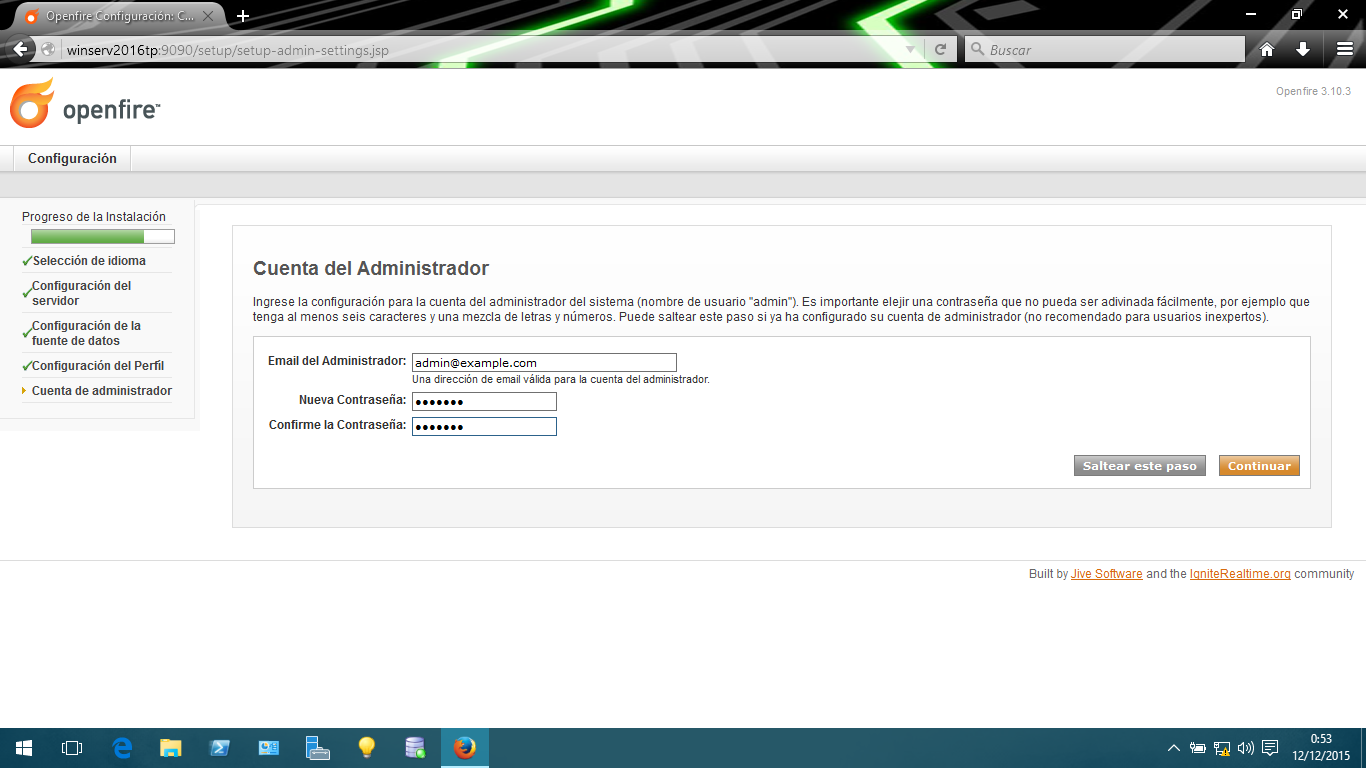 Openfire Configuración: C...
winserv2016tp:9090/setup/setup-admin-settings.jsp
Buscar
openfire™
Openfire 3.10.3
Configuración
Progreso de la Instalación
Selección de idioma
Configuración del
servidor
Configuración de la
fuente de datos
Configuración del Perfil
Cuenta de administrador
Cuenta del Administrador
Ingrese la configuración para la cuenta del administrador del sistema (nombre de usuario "admin"). Es importante elejir una contraseña que no pueda ser adivinada fácilmente, por ejemplo que
tenga al menos seis caracteres y una mezcla de letras y números. Puede saltear este paso si ya ha configurado su cuenta de administrador (no recomendado para usuarios inexpertos).
Email del Administrador: admin@example.com
Una dirección de email válida para la cuenta del administrador.
Nueva Contraseña: •••••••
Confirme la Contraseña: •••••••
Saltear este paso Continuar
Built by Jive Software and the IgniteRealtime.org community
0:53
12/12/2015